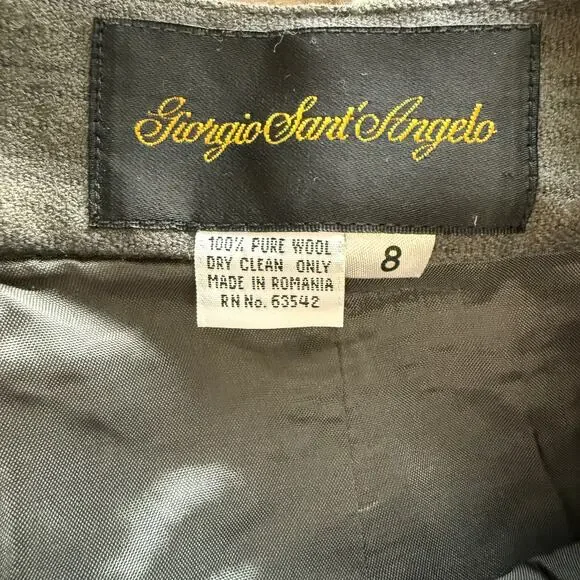 Giorgio Sant' Angelo
100% PURE WOOL
DRY CLEAN ONLY
MADE IN ROMANIA
RN No. 63542
8